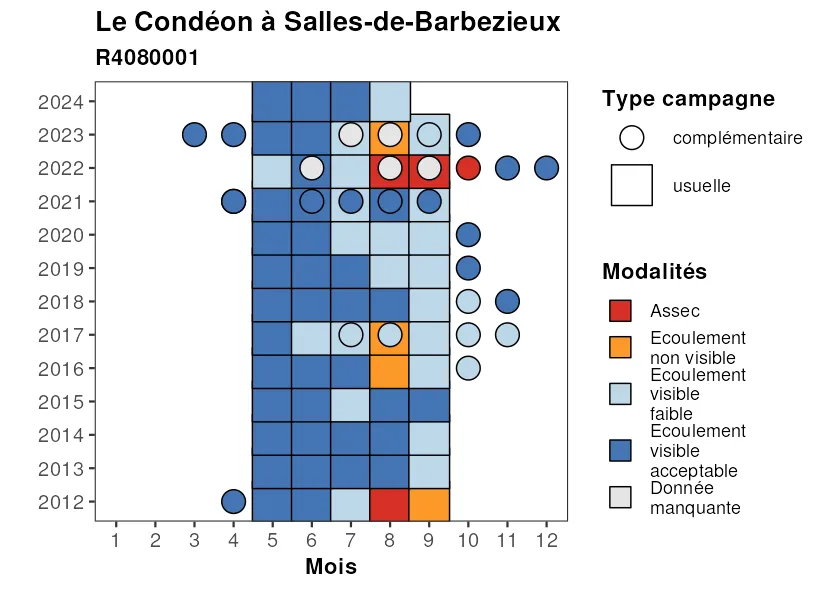 Le Condéon à Salles-de-Barbezieux
R4080001
2024
2023
2022
2021
2020
2019
2018
2017
2016
2015
2014
2013
2012
1 2 3 4 5 6 7 8 9 10 11 12
Mois
Type campagne
complémentaire
usuelle
Modalités
Assec
Ecoulement
non visible
Ecoulement
visible
faible
Ecoulement
visible
acceptable
Donnée
manquante